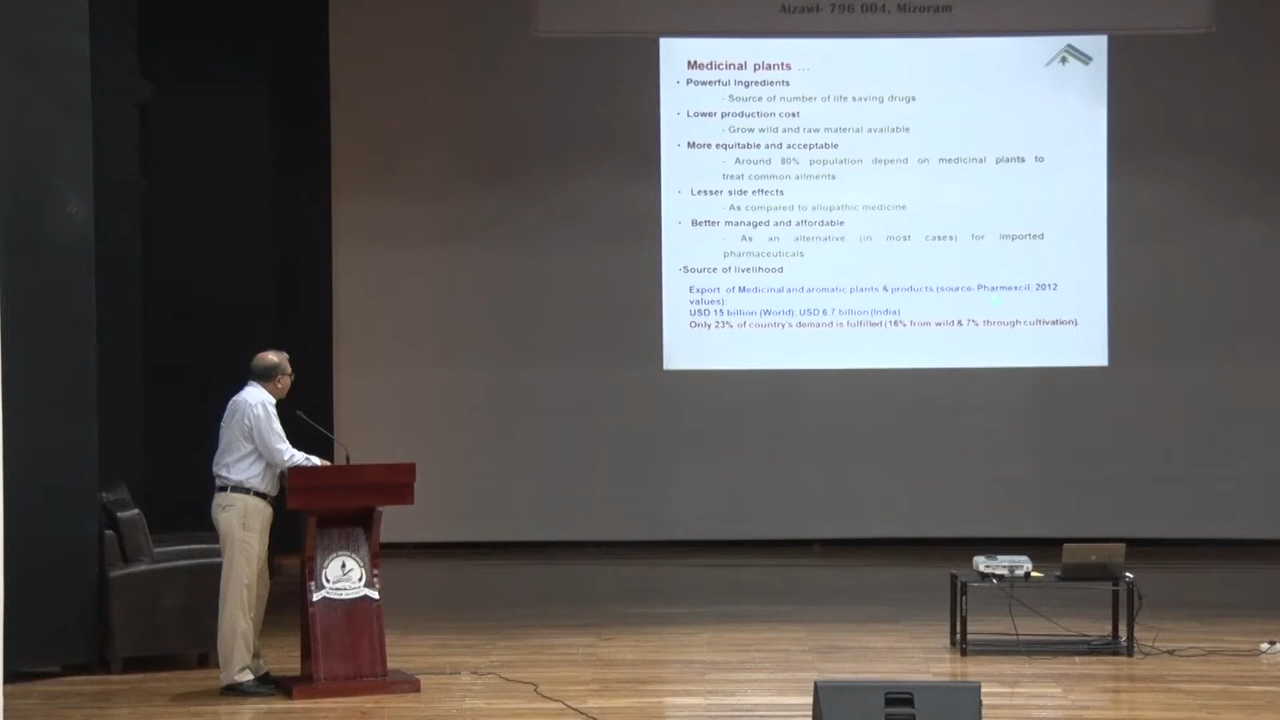 Aizawl- 796 004, Mizoram
Medicinal plants ...
• Powerful Ingredients
- Source of number of life saving drugs
• Lower production cost
- Grow wild and raw material available
• More equitable and acceptable
- Around 80% population depend on medicinal plants to
treat common ailments
• Lesser side effects
- As compared to allopathic medicine
• Better managed and affordable
- As an alternative (in most cases) for imported
pharmaceuticals
•Source of livelihood
Export of Medicinal and aromatic plants & products (source- Pharmexcil, 2012
values):
USD 15 billion (World); USD 6.7 billion (India)
Only 23% of country's demand is fulfilled (16% from wild & 7% through cultivation).
MIZORAM UNIVERSITY